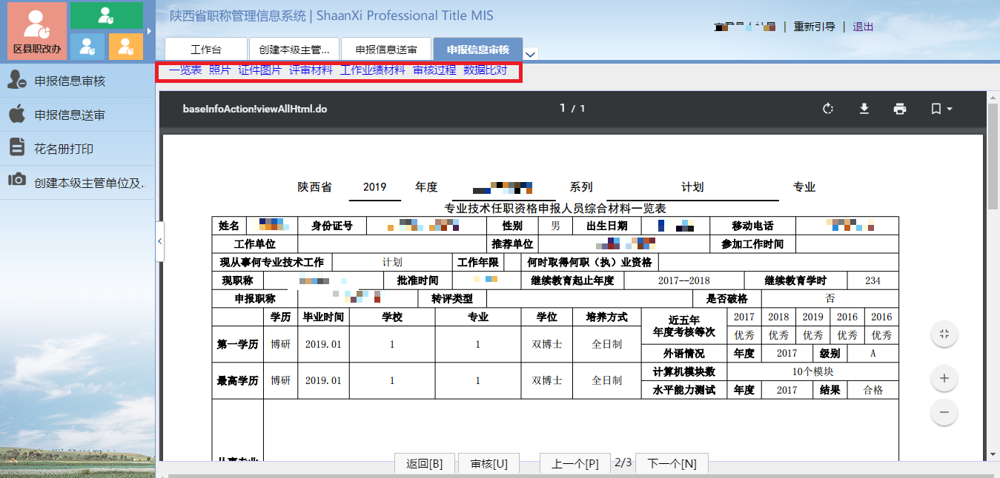 陕西省职称管理信息系统 | ShaanXi Professional Title MIS
重新引导 | 退出
区县职改办
工作台 创建本级主管... 申报信息送审 申报信息审核
一览表 照片 证件图片 评审材料 工作业绩材料 审核过程 数据比对
申报信息审核
申报信息送审
花名册打印
创建本级主管单位及.
baseInfoAction!viewAllHtml.do 1 / 1
陕西省 2019 年度 系列 计划 专业
专业技术任职资格申报人员综合材料一览表
姓名 身份证号 性别 男 出生日期 移动电话
工作单位 推荐单位 参加工作时间
现从事何专业技术工作 计划 工作年限 何时取得何职（执）业资格
现职称 批准时间 继续教育起止年度 2017--2018 继续教育学时 234
申报职称 转评类型 是否破格 否
学历 毕业时间 学校 专业 学位 培养方式 近五年 年度考核等次 2017 2018 2019 2016 2016
优秀 优秀 优秀 优秀 优秀
第一学历 博研 2019.01 1 1 双博士 全日制
外语情况 年度 2017 级别 A
最高学历 博研 2019.01 1 1 双博士 全日制
计算机模块数 10个模块
水平能力测试 年度 2017 结果 合格
返回[B] 审核[U] 上一个[P] 2/3 下一个[N]